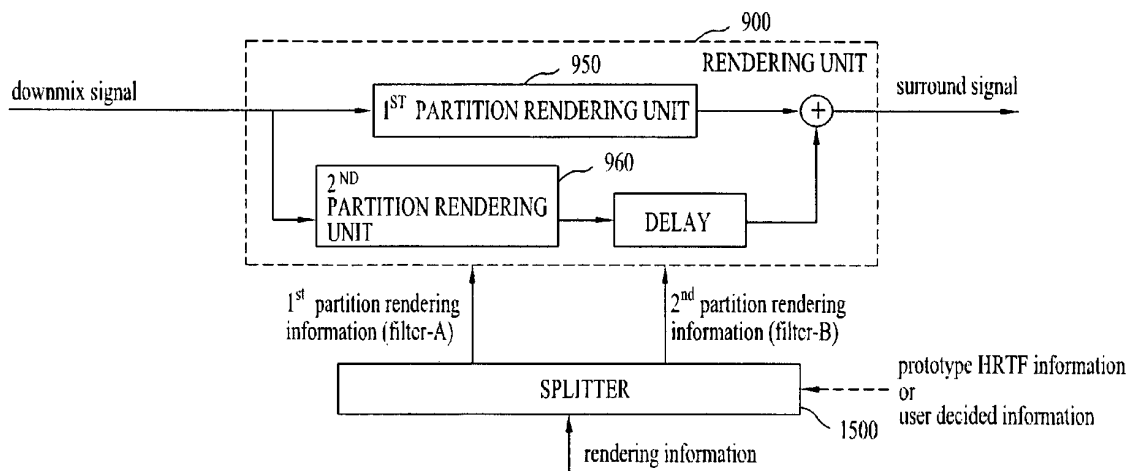 900
RENDERING UNIT
950
downmix signal
1ST PARTITION RENDERING UNIT
+
surround signal
960
2ND
PARTITION RENDERING
UNIT
DELAY
1st partition rendering
information (filter-A)
2nd partition rendering
information (filter-B)
SPLITTER
1500
prototype HRTF information
or
user decided information
rendering information